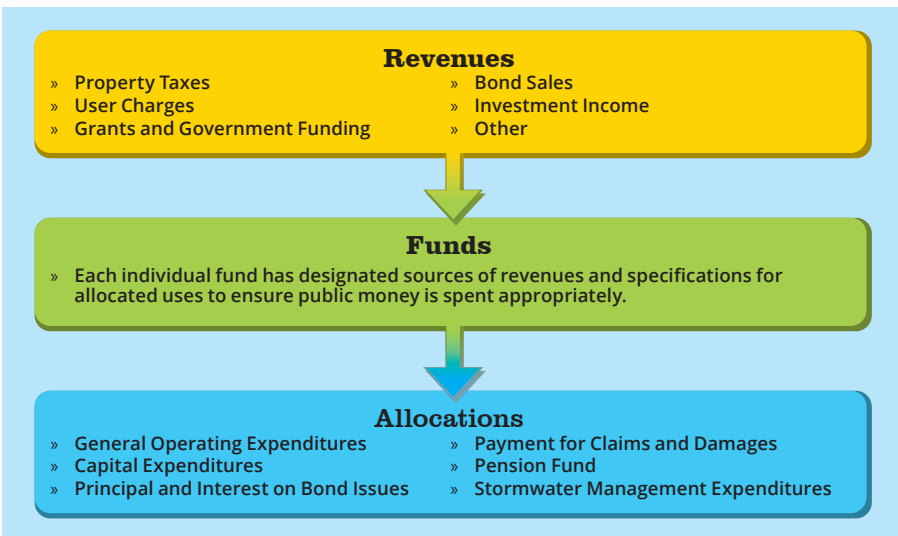 Revenues
» Property Taxes
» User Charges
» Grants and Government Funding
» Bond Sales
» Investment Income
» Other
Funds
» Each individual fund has designated sources of revenues and specifications for
allocated uses to ensure public money is spent appropriately.
Allocations
» General Operating Expenditures
» Capital Expenditures
» Principal and Interest on Bond Issues
» Payment for Claims and Damages
» Pension Fund
» Stormwater Management Expenditures